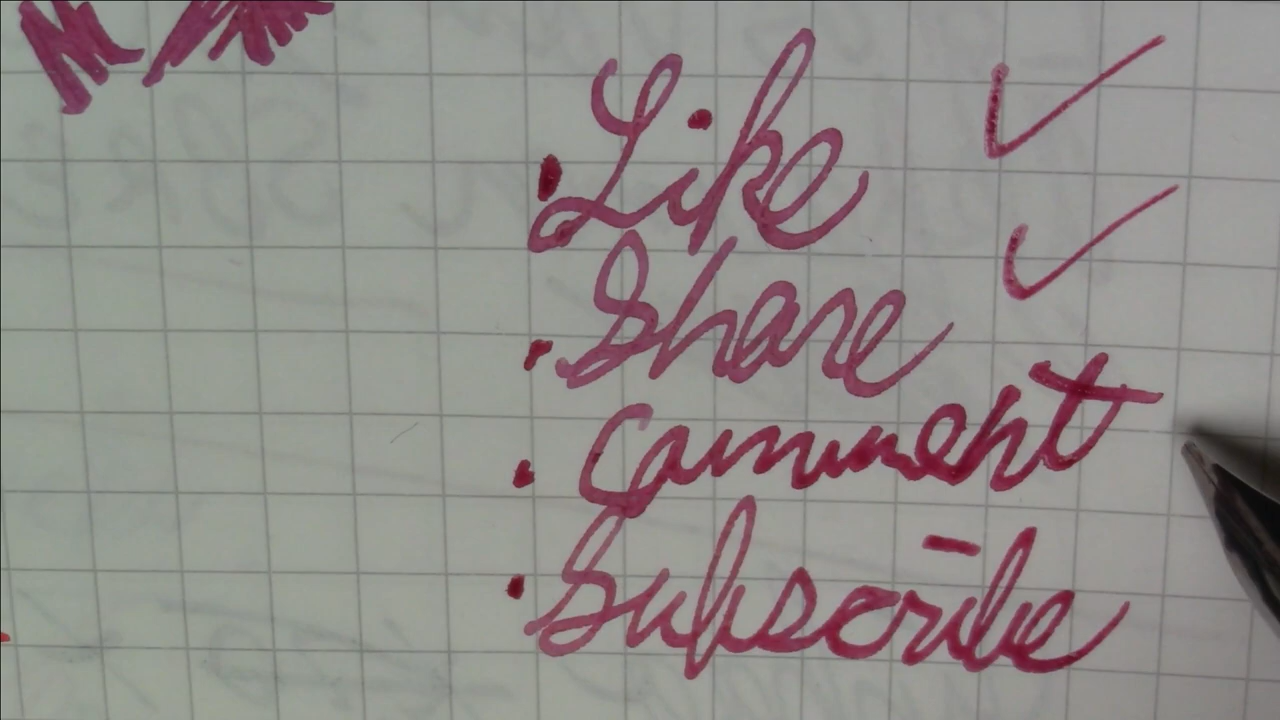 . Like ✓
. Share ✓
. Comment
. Subscribe